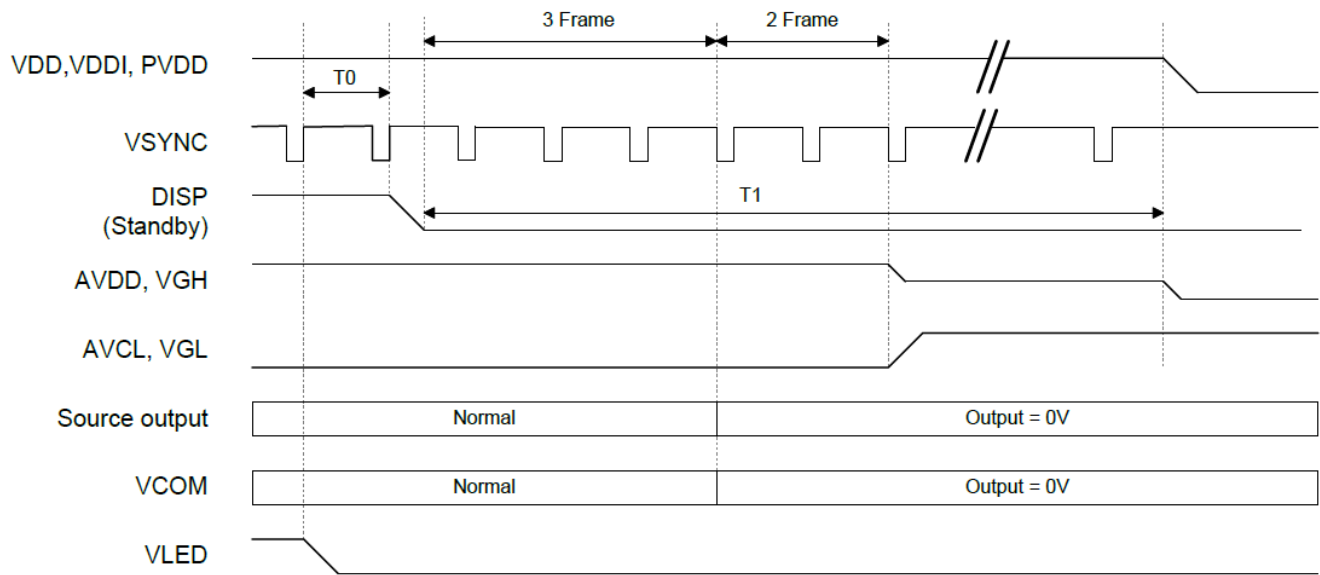 3 Frame
2 Frame
VDD,VDDI, PVDD
T0
VSYNC
DISP
(Standby)
T1
AVDD, VGH
AVCL, VGL
Source output
Normal
Output = 0V
VCOM
Normal
Output = 0V
VLED